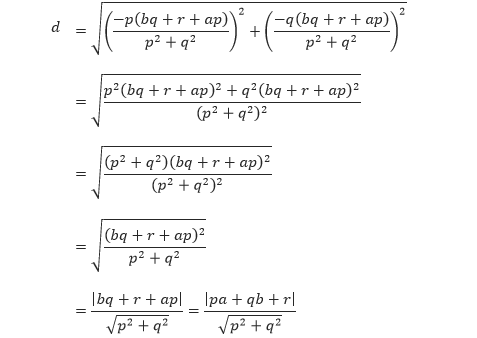 d = √((−p(bq + r + ap)/(p² + q²))² + (−q(bq + r + ap)/(p² + q²))²)
= √((p²(bq + r + ap)² + q²(bq + r + ap)²)/(p² + q²)²)
= √((p² + q²)(bq + r + ap)²/(p² + q²)²)
= √((bq + r + ap)²/(p² + q²))
= |bq + r + ap|/√(p² + q²) = |pa + qb + r|/√(p² + q²)